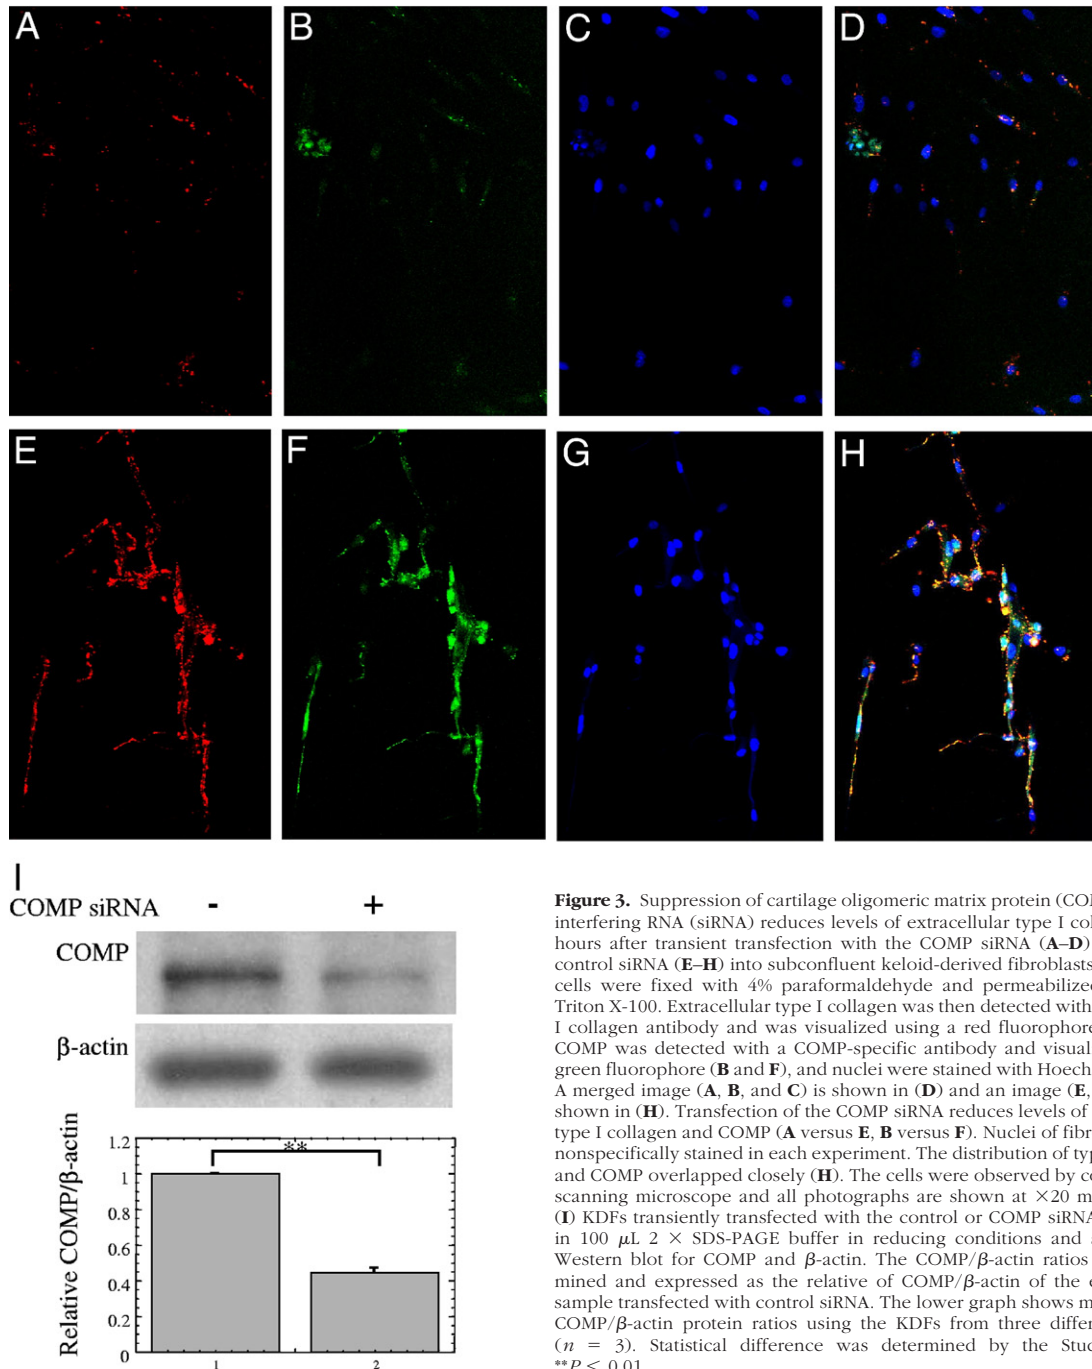 A B C D
E F G H
I
COMP siRNA - +
COMP
β-actin
Relative COMP/β-actin
1.2
1
0.8
0.6
0.4
0.2
0
**
1 2
Figure 3. Suppression of cartilage oligomeric matrix protein (COM
interfering RNA (siRNA) reduces levels of extracellular type I col
hours after transient transfection with the COMP siRNA (A–D)
control siRNA (E–H) into subconfluent keloid-derived fibroblasts
cells were fixed with 4% paraformaldehyde and permeabilize
Triton X-100. Extracellular type I collagen was then detected with
I collagen antibody and was visualized using a red fluorophore
COMP was detected with a COMP-specific antibody and visual
green fluorophore (B and F), and nuclei were stained with Hoech
A merged image (A, B, and C) is shown in (D) and an image (E,
shown in (H). Transfection of the COMP siRNA reduces levels of
type I collagen and COMP (A versus E, B versus F). Nuclei of fibr
nonspecifically stained in each experiment. The distribution of typ
and COMP overlapped closely (H). The cells were observed by co
scanning microscope and all photographs are shown at ×20 m
(I) KDFs transiently transfected with the control or COMP siRNA
in 100 μL 2 × SDS-PAGE buffer in reducing conditions and
Western blot for COMP and β-actin. The COMP/β-actin ratios
mined and expressed as the relative of COMP/β-actin of the
sample transfected with control siRNA. The lower graph shows m
COMP/β-actin protein ratios using the KDFs from three differ
(n = 3). Statistical difference was determined by the Stu
**P < 0.01